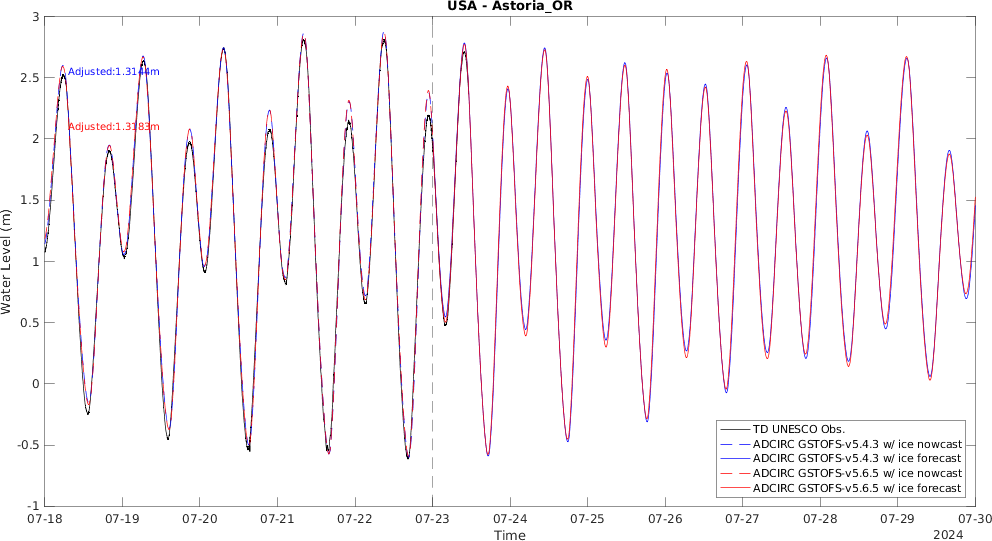 USA - Astoria_OR
3
2.5
2
1.5
1
0.5
0
-0.5
-1
Water Level (m)
Adjusted:1.3144m
Adjusted:1.3183m
TD UNESCO Obs.
ADCIRC GSTOFS-v5.4.3 w/ ice nowcast
ADCIRC GSTOFS-v5.4.3 w/ ice forecast
ADCIRC GSTOFS-v5.6.5 w/ ice nowcast
ADCIRC GSTOFS-v5.6.5 w/ ice forecast
07-18 07-19 07-20 07-21 07-22 07-23 07-24 07-25 07-26 07-27 07-28 07-29 07-30
Time
2024